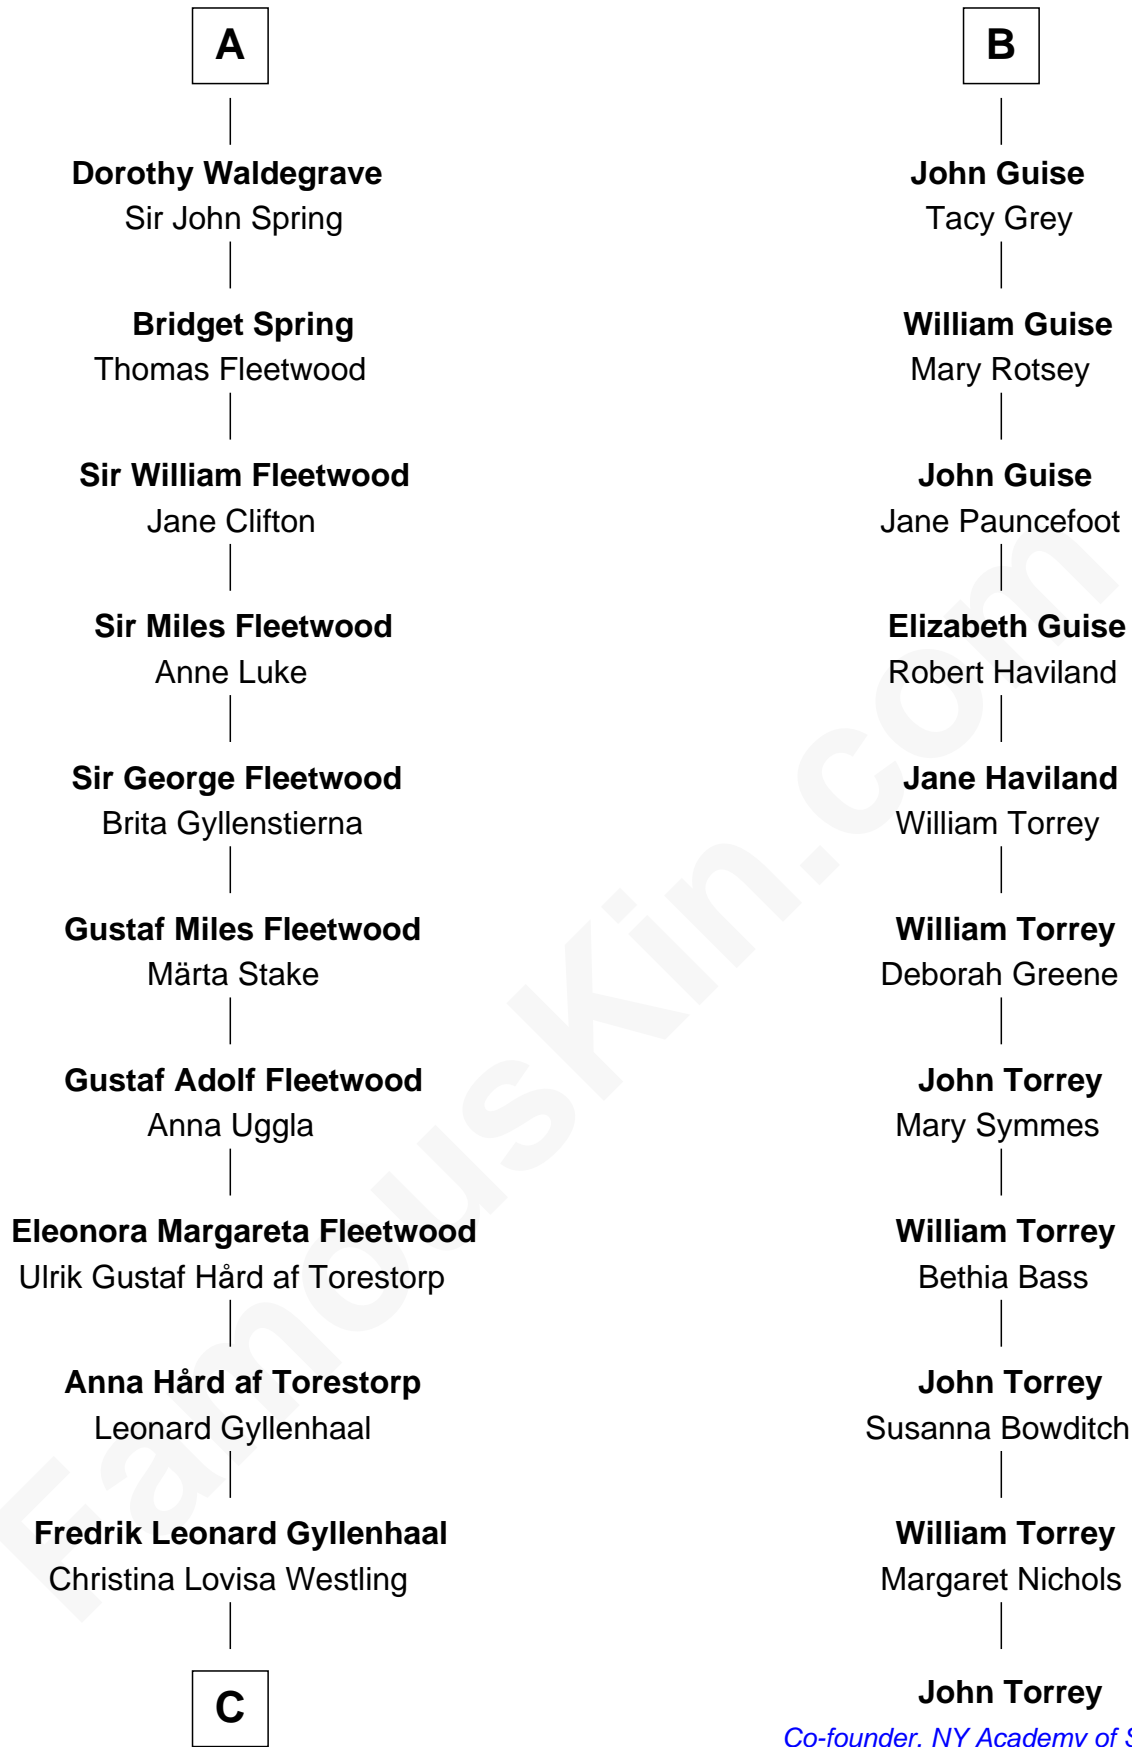 A
Dorothy Waldegrave
Sir John Spring
Bridget Spring
Thomas Fleetwood
Sir William Fleetwood
Jane Clifton
Sir Miles Fleetwood
Anne Luke
Sir George Fleetwood
Brita Gyllenstierna
Gustaf Miles Fleetwood
Märta Stake
Gustaf Adolf Fleetwood
Anna Uggla
Eleonora Margareta Fleetwood
Ulrik Gustaf Hård af Torestorp
Anna Hård af Torestorp
Leonard Gyllenhaal
Fredrik Leonard Gyllenhaal
Christina Lovisa Westling
C
B
John Guise
Tacy Grey
William Guise
Mary Rotsey
John Guise
Jane Pauncefoot
Elizabeth Guise
Robert Haviland
Jane Haviland
William Torrey
William Torrey
Deborah Greene
John Torrey
Mary Symmes
William Torrey
Bethia Bass
John Torrey
Susanna Bowditch
William Torrey
Margaret Nichols
John Torrey
Co-founder, NY Academy of
FamousKin.com